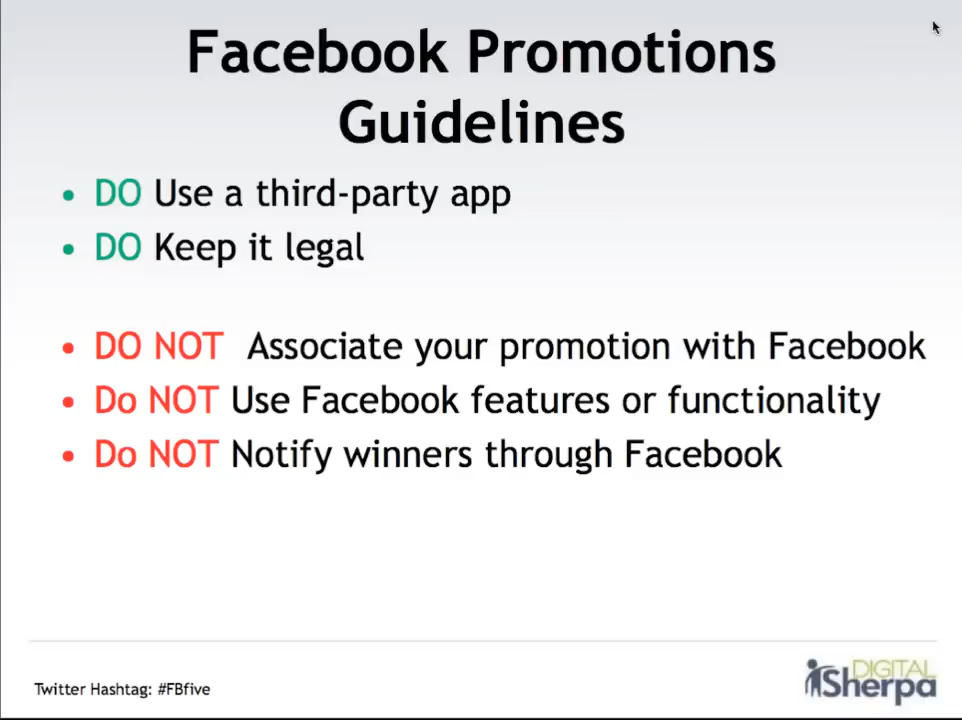 Facebook Promotions
Guidelines
• DO Use a third-party app
• DO Keep it legal
• DO NOT Associate your promotion with Facebook
• Do NOT Use Facebook features or functionality
• Do NOT Notify winners through Facebook
Twitter Hashtag: #FBfive
DIGITAL
Sherpa